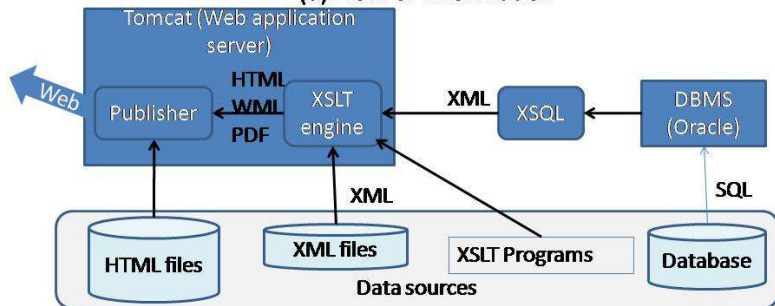 Tomcat (Web application
server)
Web
Publisher
HTML
WML
PDF
XSLT
engine
XML
XSQL
DBMS
(Oracle)
XML
SQL
HTML files
XML files
XSLT Programs
Database
Data sources